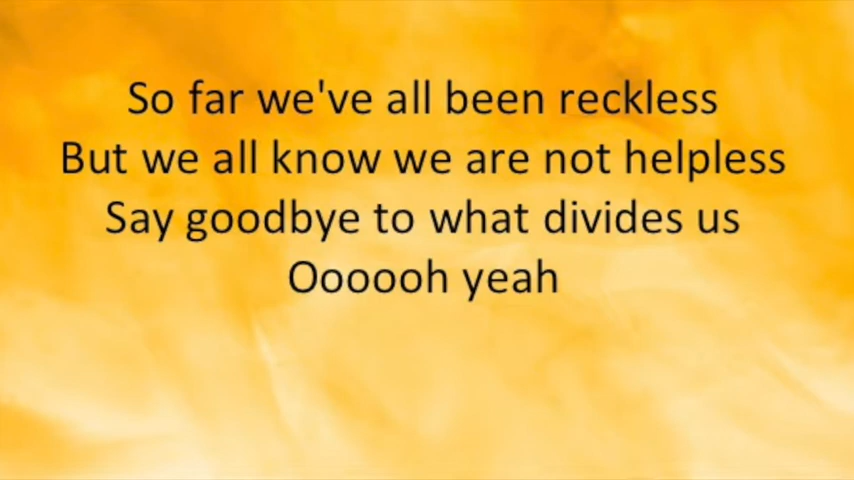 So far we've all been reckless
But we all know we are not helpless
Say goodbye to what divides us
Oooooh yeah